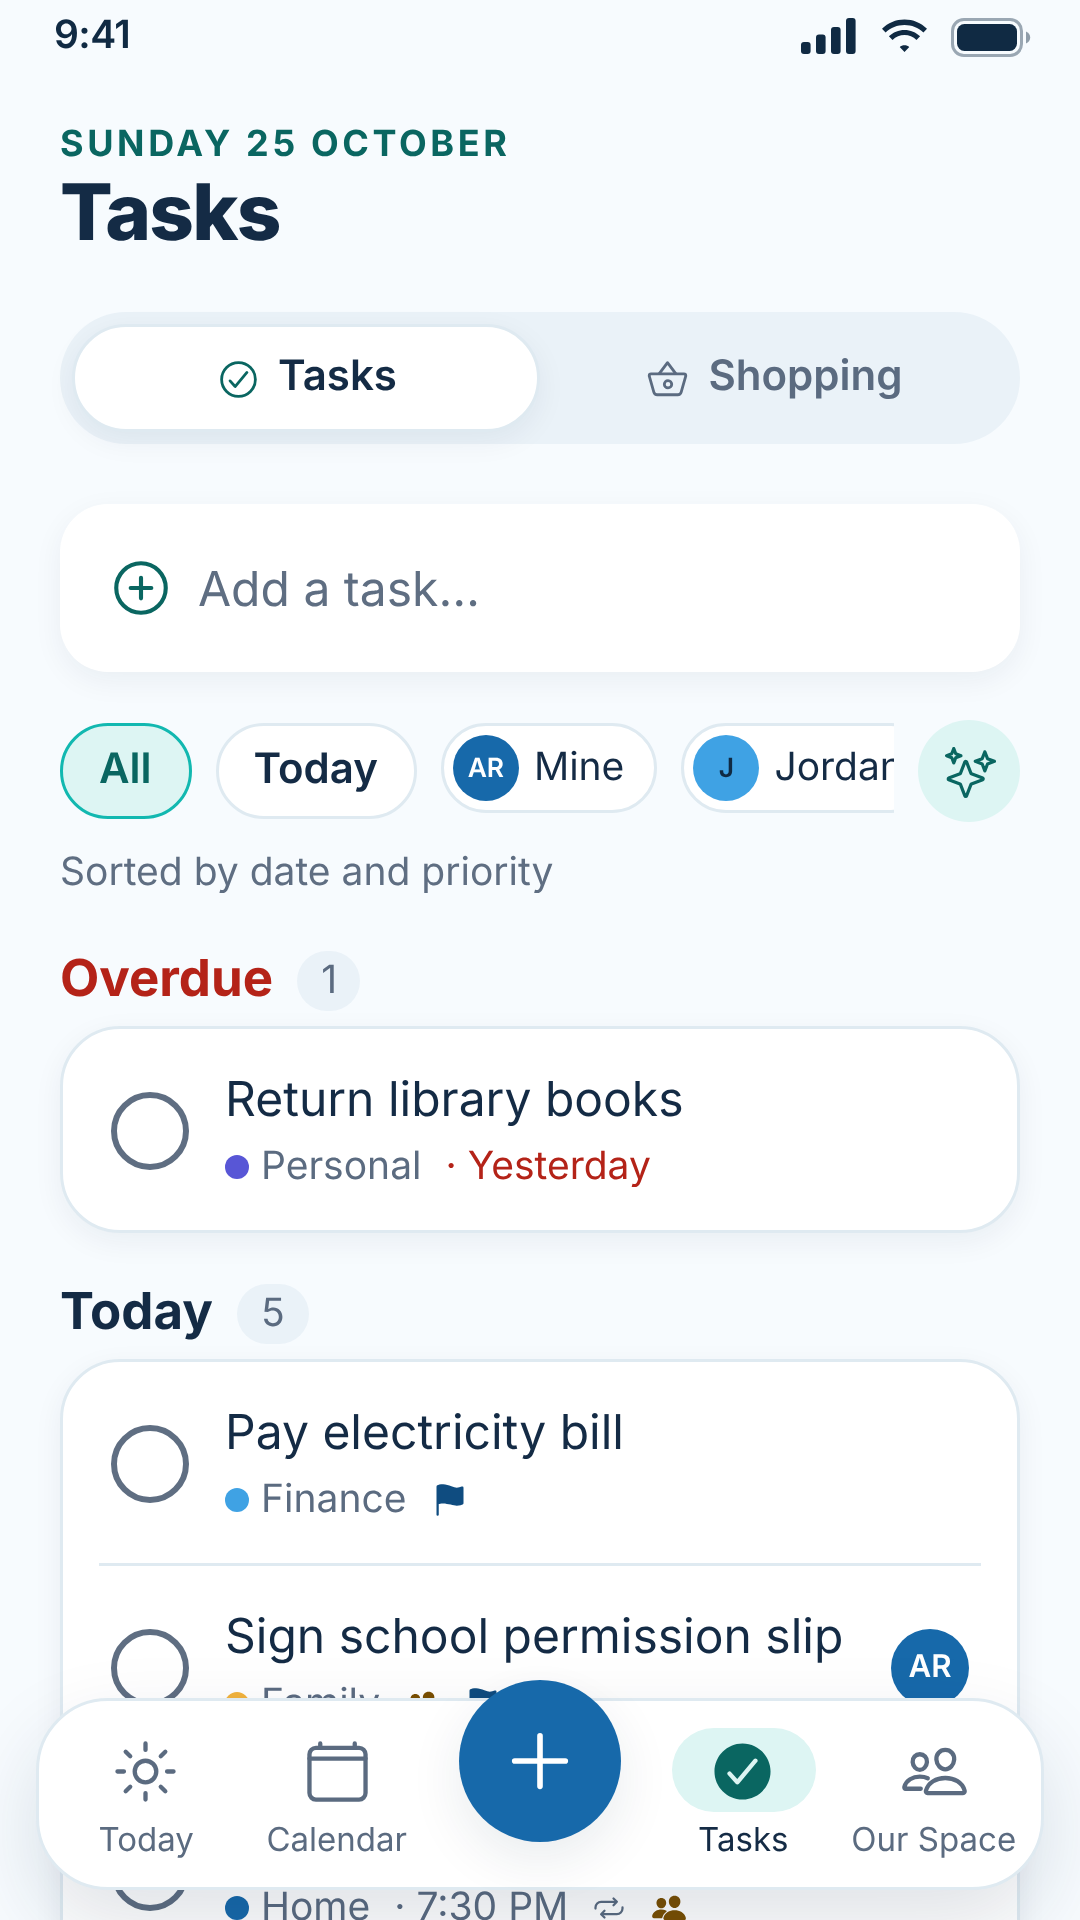 9:41
SUNDAY 25 OCTOBER
Tasks
Tasks
Shopping
Add a task...
All
Today
AR Mine
J Jordan
Sorted by date and priority
Overdue 1
Return library books
Personal · Yesterday
Today 5
Pay electricity bill
Finance
Sign school permission slip
AR
Family
Today
Calendar
Tasks
Our Space
Home · 7:30 PM